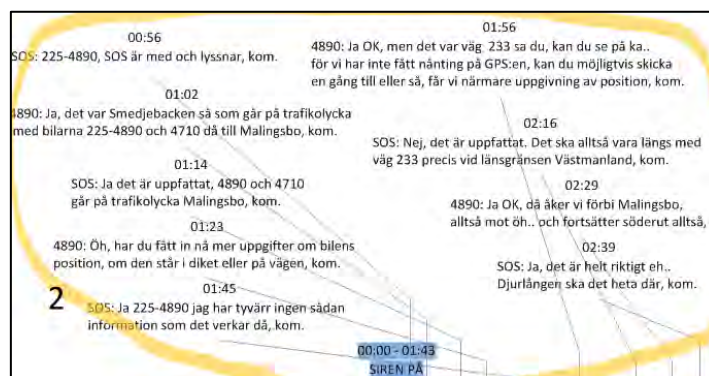 00:56
SOS: 225-4890, SOS är med och lyssnar, kom.
01:02
4890: Ja, det var Smedjebacken så som går på trafikolycka
med bilarna 225-4890 och 4710 då till Malingsbo, kom.
01:14
SOS: Ja det är uppfattat, 4890 och 4710
går på trafikolycka Malingsbo, kom.
01:23
4890: Öh, har du fått in nå mer uppgifter om bilens
position, om den står i diket eller på vägen, kom.
01:45
SOS: Ja 225-4890 jag har tyvärr ingen sådan
information som det verkar då, kom.
2
00:00 - 01:43
SIREN PÅ
01:56
4890: Ja OK, men det var väg 233 sa du, kan du se på ka..
för vi har inte fått nånting på GPS:en, kan du möjligtvis skicka
en gång till eller så, får vi närmare uppgivning av position, kom.
02:16
SOS: Nej, det är uppfattat. Det ska alltså vara längs med
väg 233 precis vid länsgränsen Västmanland, kom.
02:29
4890: Ja OK, då åker vi förbi Malingsbo,
alltså mot öh.. och fortsätter söderut alltså,
02:39
SOS: Ja, det är helt riktigt eh..
Djurlången ska det heta där, kom.